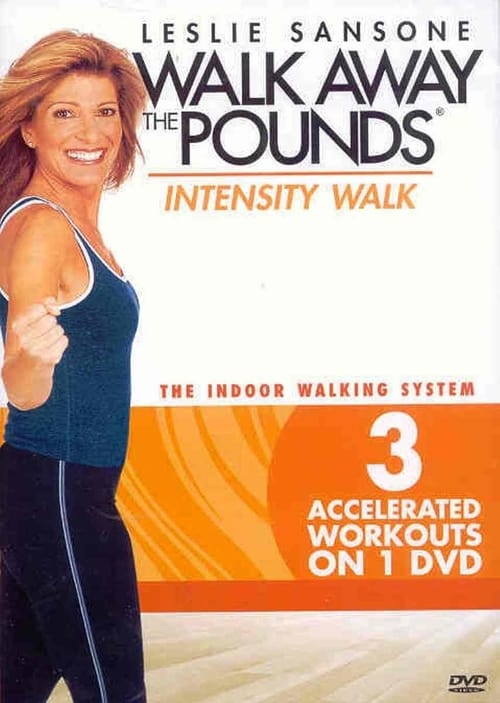 LESLIE SANSONE
WALK AWAY
THE POUNDS®
INTENSITY WALK
THE INDOOR WALKING SYSTEM
3
ACCELERATED
WORKOUTS
ON 1 DVD
DVD
VIDEO